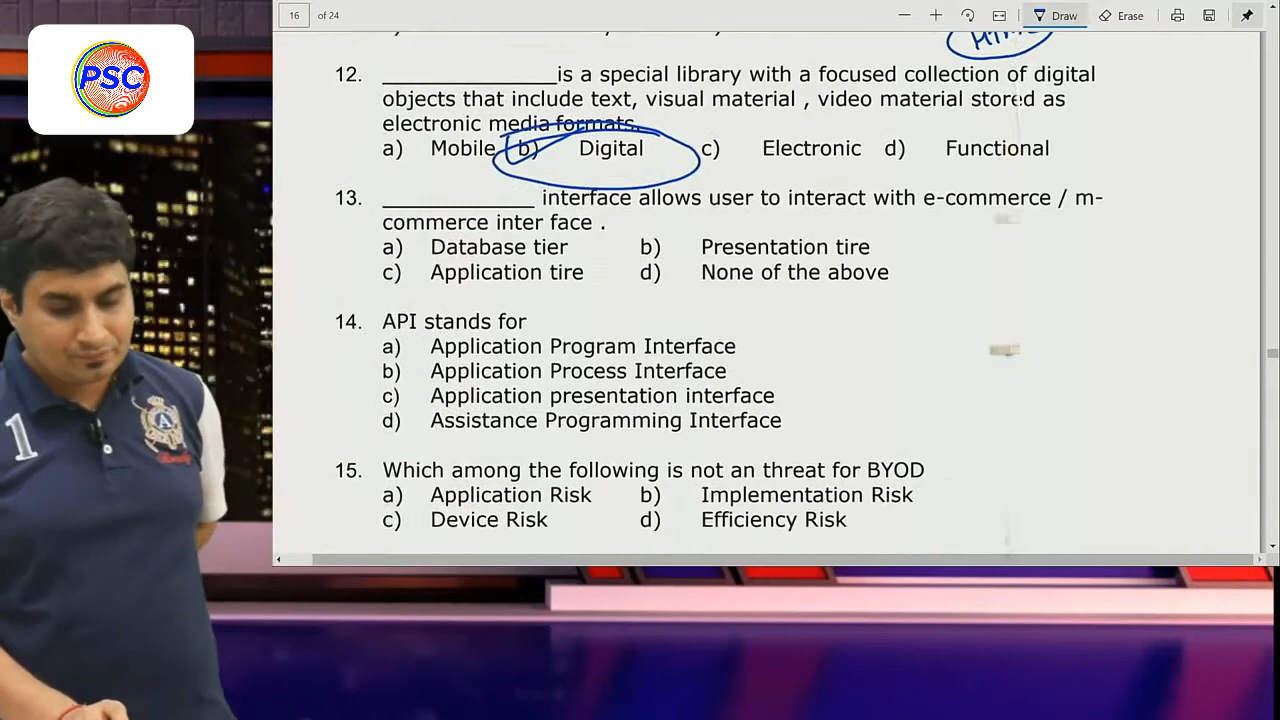 16 of 24
Draw
Erase
PSC
12. _____________is a special library with a focused collection of digital
objects that include text, visual material , video material stored as
electronic media formats.
a) Mobile b) Digital c) Electronic d) Functional
13. ____________ interface allows user to interact with e-commerce / m-
commerce inter face .
a) Database tier b) Presentation tire
c) Application tire d) None of the above
14. API stands for
a) Application Program Interface
b) Application Process Interface
c) Application presentation interface
d) Assistance Programming Interface
15. Which among the following is not an threat for BYOD
a) Application Risk b) Implementation Risk
c) Device Risk d) Efficiency Risk
1
A